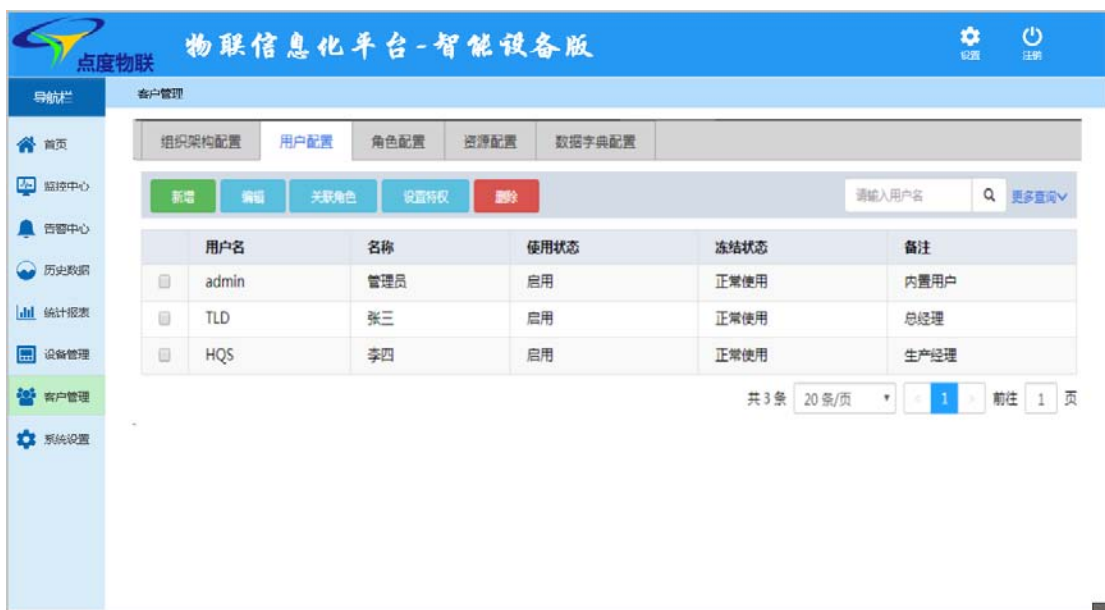 点度物联 物联信息化平台-智能设备版 设置 注销
导航栏 客户管理
首页
监控中心
告警中心
历史数据
统计报表
设备管理
客户管理
系统设置
组织架构配置 用户配置 角色配置 资源配置 数据字典配置
新增 编辑 关联角色 设置特权 删除 请输入用户名 更多查询
用户名 名称 使用状态 冻结状态 备注
admin 管理员 启用 正常使用 内置用户
TLD 张三 启用 正常使用 总经理
HQS 李四 启用 正常使用 生产经理
共 3 条 20 条/页 < 1 > 前往 1 页